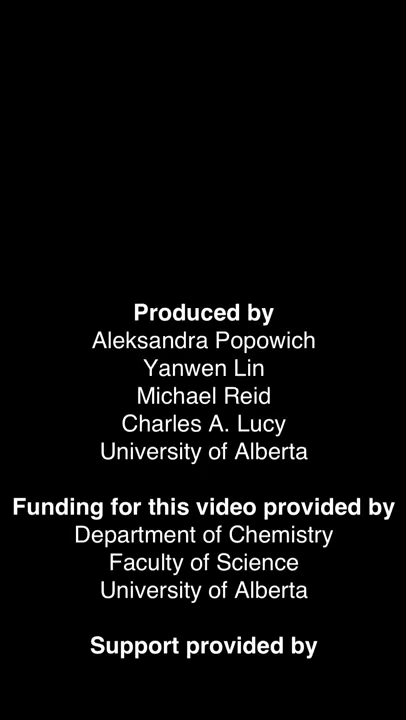 Produced by
Aleksandra Popowich
Yanwen Lin
Michael Reid
Charles A. Lucy
University of Alberta
Funding for this video provided by
Department of Chemistry
Faculty of Science
University of Alberta
Support provided by